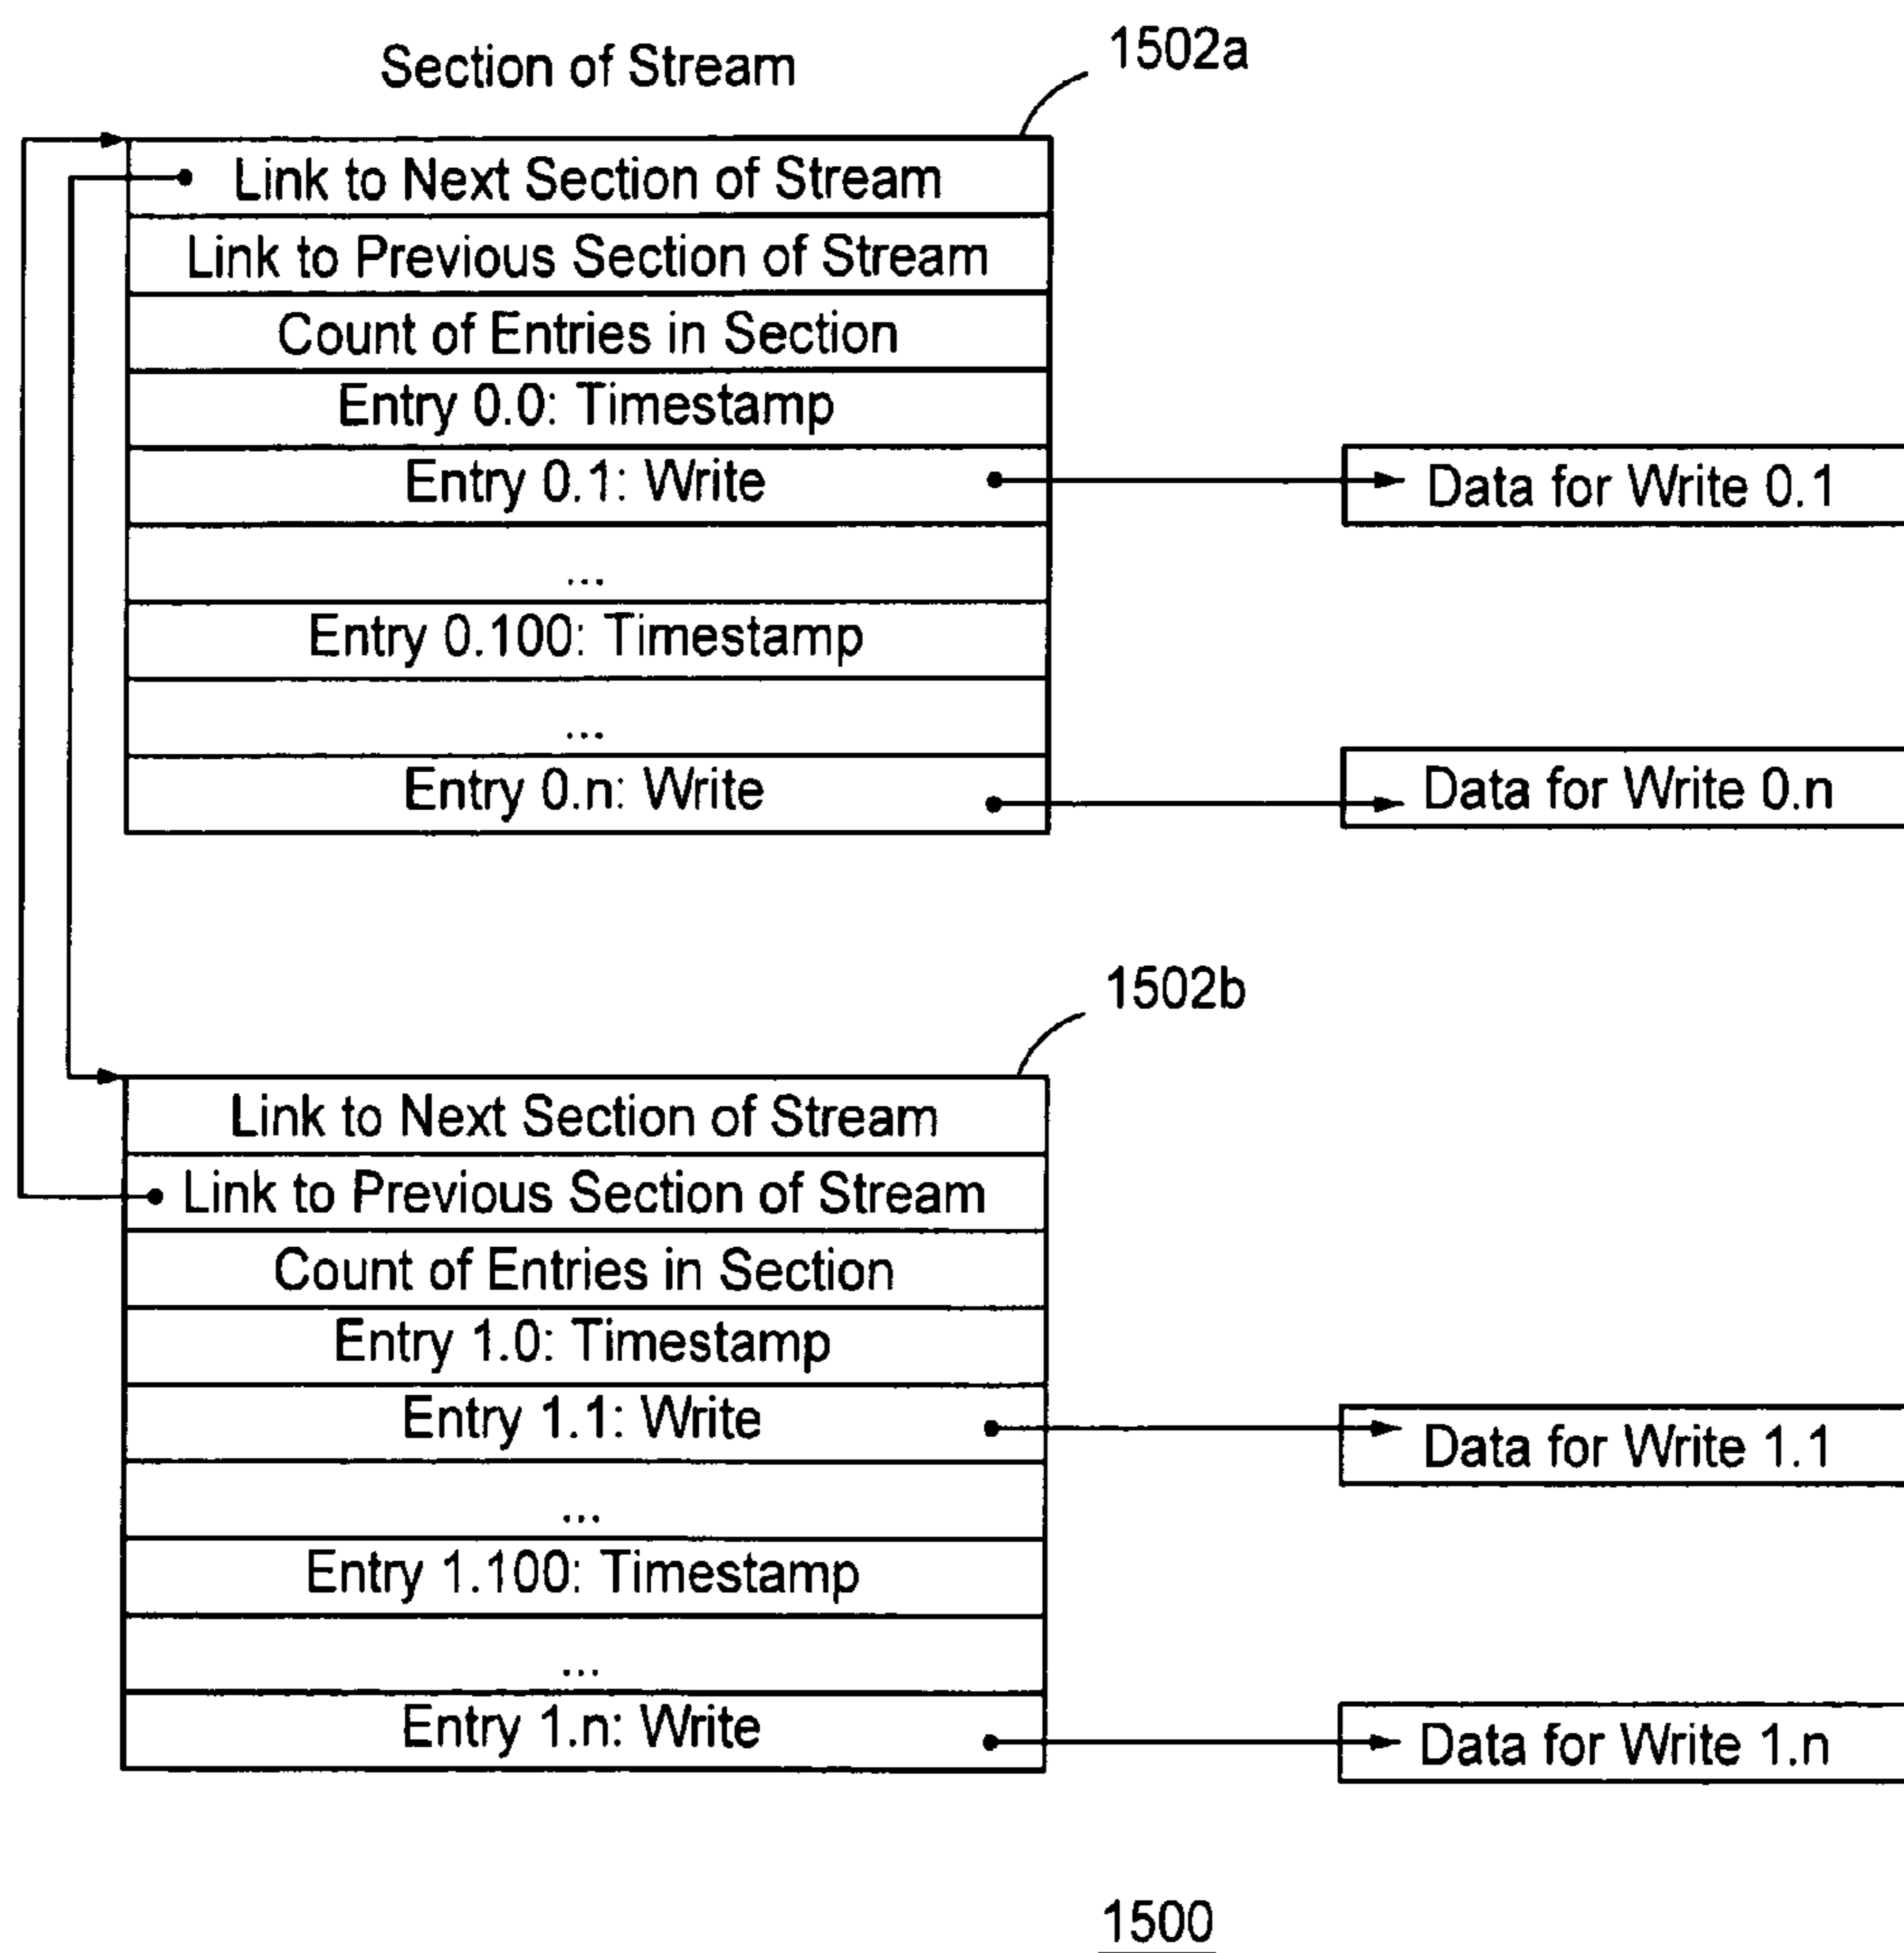 Section of Stream
1502a
Link to Next Section of Stream
Link to Previous Section of Stream
Count of Entries in Section
Entry 0.0: Timestamp
Entry 0.1: Write
Data for Write 0.1
...
Entry 0.100: Timestamp
...
Entry 0.n: Write
Data for Write 0.n
1502b
Link to Next Section of Stream
Link to Previous Section of Stream
Count of Entries in Section
Entry 1.0: Timestamp
Entry 1.1: Write
Data for Write 1.1
...
Entry 1.100: Timestamp
...
Entry 1.n: Write
Data for Write 1.n
1500